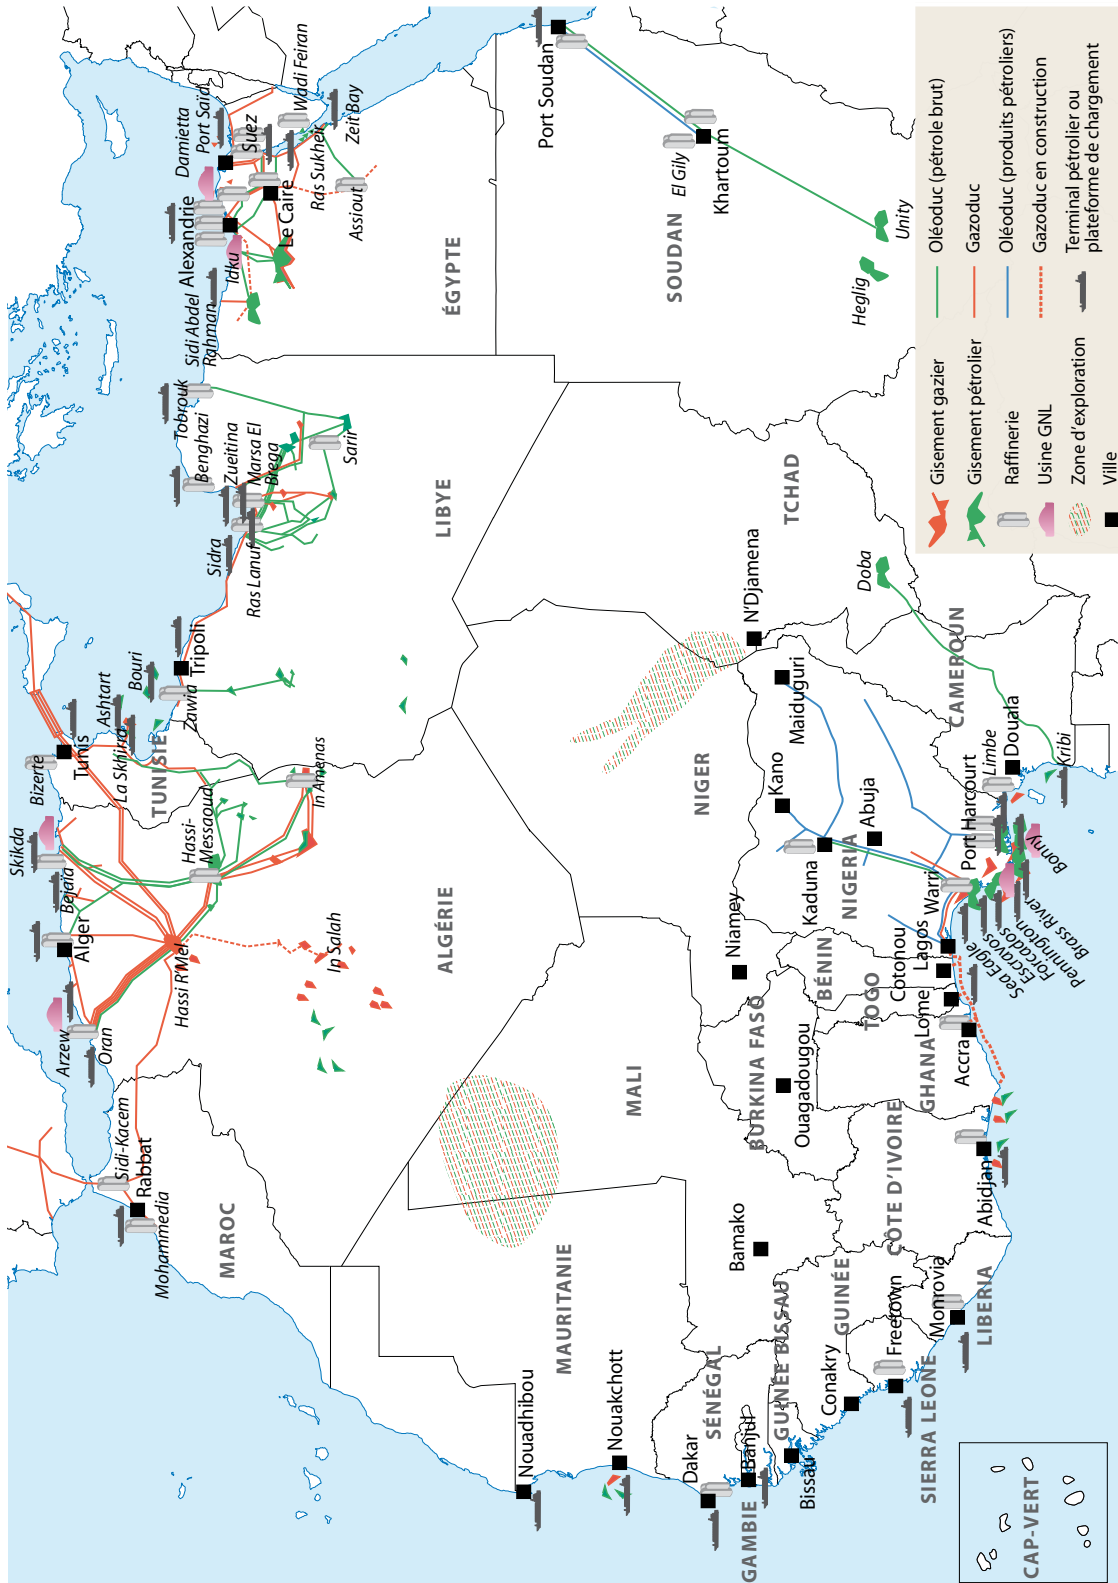 Alger
Bejaïa
Skikda
Bizerte
Tunis
Ashtart
La Skhirra
Bouri
TUNISIE
Zawia
Tripoli
Arzew
Oran
Sidi-Kacem
Rabbat
Mohammedia
MAROC
Hassi R'Mel
Hassi-
Messaoud
In Amenas
In Salah
ALGÉRIE
Sidra
Ras Lanuf
Benghazi
Zueitina
Marsa El
Brega
Tobrouk
Sarir
LIBYE
Sidi Abdel
Rahman
Alexandrie
Idku
Damietta
Port Saïd
Suez
Le Caire
Wadi Feiran
Ras Sukheir
Zeit Bay
Assiout
ÉGYPTE
Port Soudan
El Gily
Khartoum
SOUDAN
Unity
Heglig
Nouadhibou
Nouakchott
MAURITANIE
MALI
NIGER
TCHAD
N'Djamena
Doba
Dakar
SÉNÉGAL
Banjul
GAMBIE
Bissau
GUINÉE BISSAU
Bamako
Conakry
GUINÉE
Freetown
SIERRA LEONE
Monrovia
LIBERIA
CÔTE D'IVOIRE
Abidjan
BURKINA FASO
Ouagadougou
Niamey
GHANA
Accra
TOGO
Lome
BÉNIN
Cotonou
Lagos
NIGERIA
Kaduna
Kano
Abuja
Maiduguri
Warri
Port Harcourt
Sea Eagle
Escravos
Forcados
Pennington
Brass River
Bonny
Limbe
Douala
CAMEROUN
Kribi
CAP-VERT
Gisement gazier
Gisement pétrolier
Raffinerie
Usine GNL
Zone d'exploration
Ville
Oléoduc (pétrole brut)
Gazoduc
Oléoduc (produits pétroliers)
Gazoduc en construction
Terminal pétrolier ou
plateforme de chargement